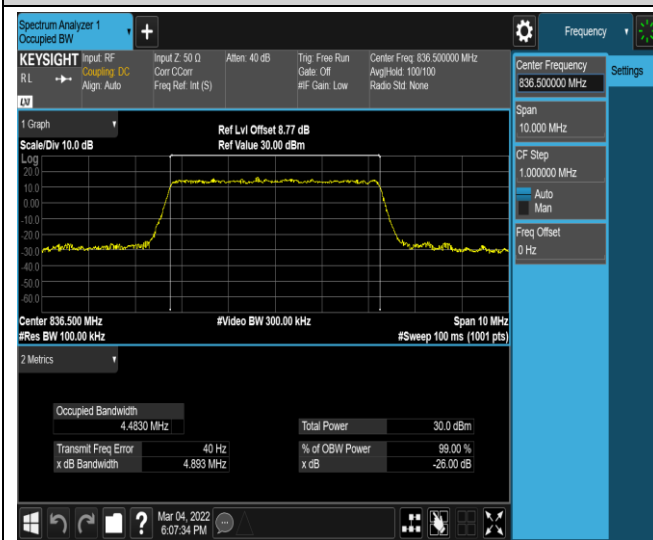 Spectrum Analyzer 1
Occupied BW
Frequency
KEYSIGHT
Input: RF
Coupling: DC
Align: Auto
Input Z: 50 Ω
Corr CCorr
Freq Ref: Int (S)
Atten: 40 dB
Trig: Free Run
Gate: Off
#IF Gain: Low
Center Freq: 836.500000 MHz
Avg|Hold: 100/100
Radio Std: None
RL
LXI
Center Frequency
836.500000 MHz
Settings
Span
10.000 MHz
CF Step
1.000000 MHz
Auto
Man
Freq Offset
0 Hz
1 Graph
Scale/Div 10.0 dB
Ref Lvl Offset 8.77 dB
Ref Value 30.00 dBm
Log
20.0
10.0
0.00
-10.0
-20.0
-30.0
-40.0
-50.0
-60.0
Center 836.500 MHz
#Video BW 300.00 kHz
Span 10 MHz
#Res BW 100.00 kHz
#Sweep 100 ms (1001 pts)
2 Metrics
Occupied Bandwidth
4.4830 MHz
Total Power 30.0 dBm
Transmit Freq Error 40 Hz
% of OBW Power 99.00 %
x dB Bandwidth 4.893 MHz
x dB -26.00 dB
Mar 04, 2022
6:07:34 PM